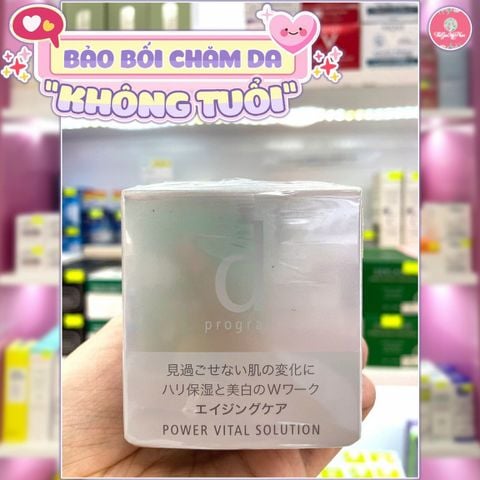 BẢO BỐI CHĂM DA
"KHÔNG TUỔI"
d
progra
見過ごせない肌の変化に
ハリ保湿と美白のWワーク
エイジングケア
POWER VITAL SOLUTION